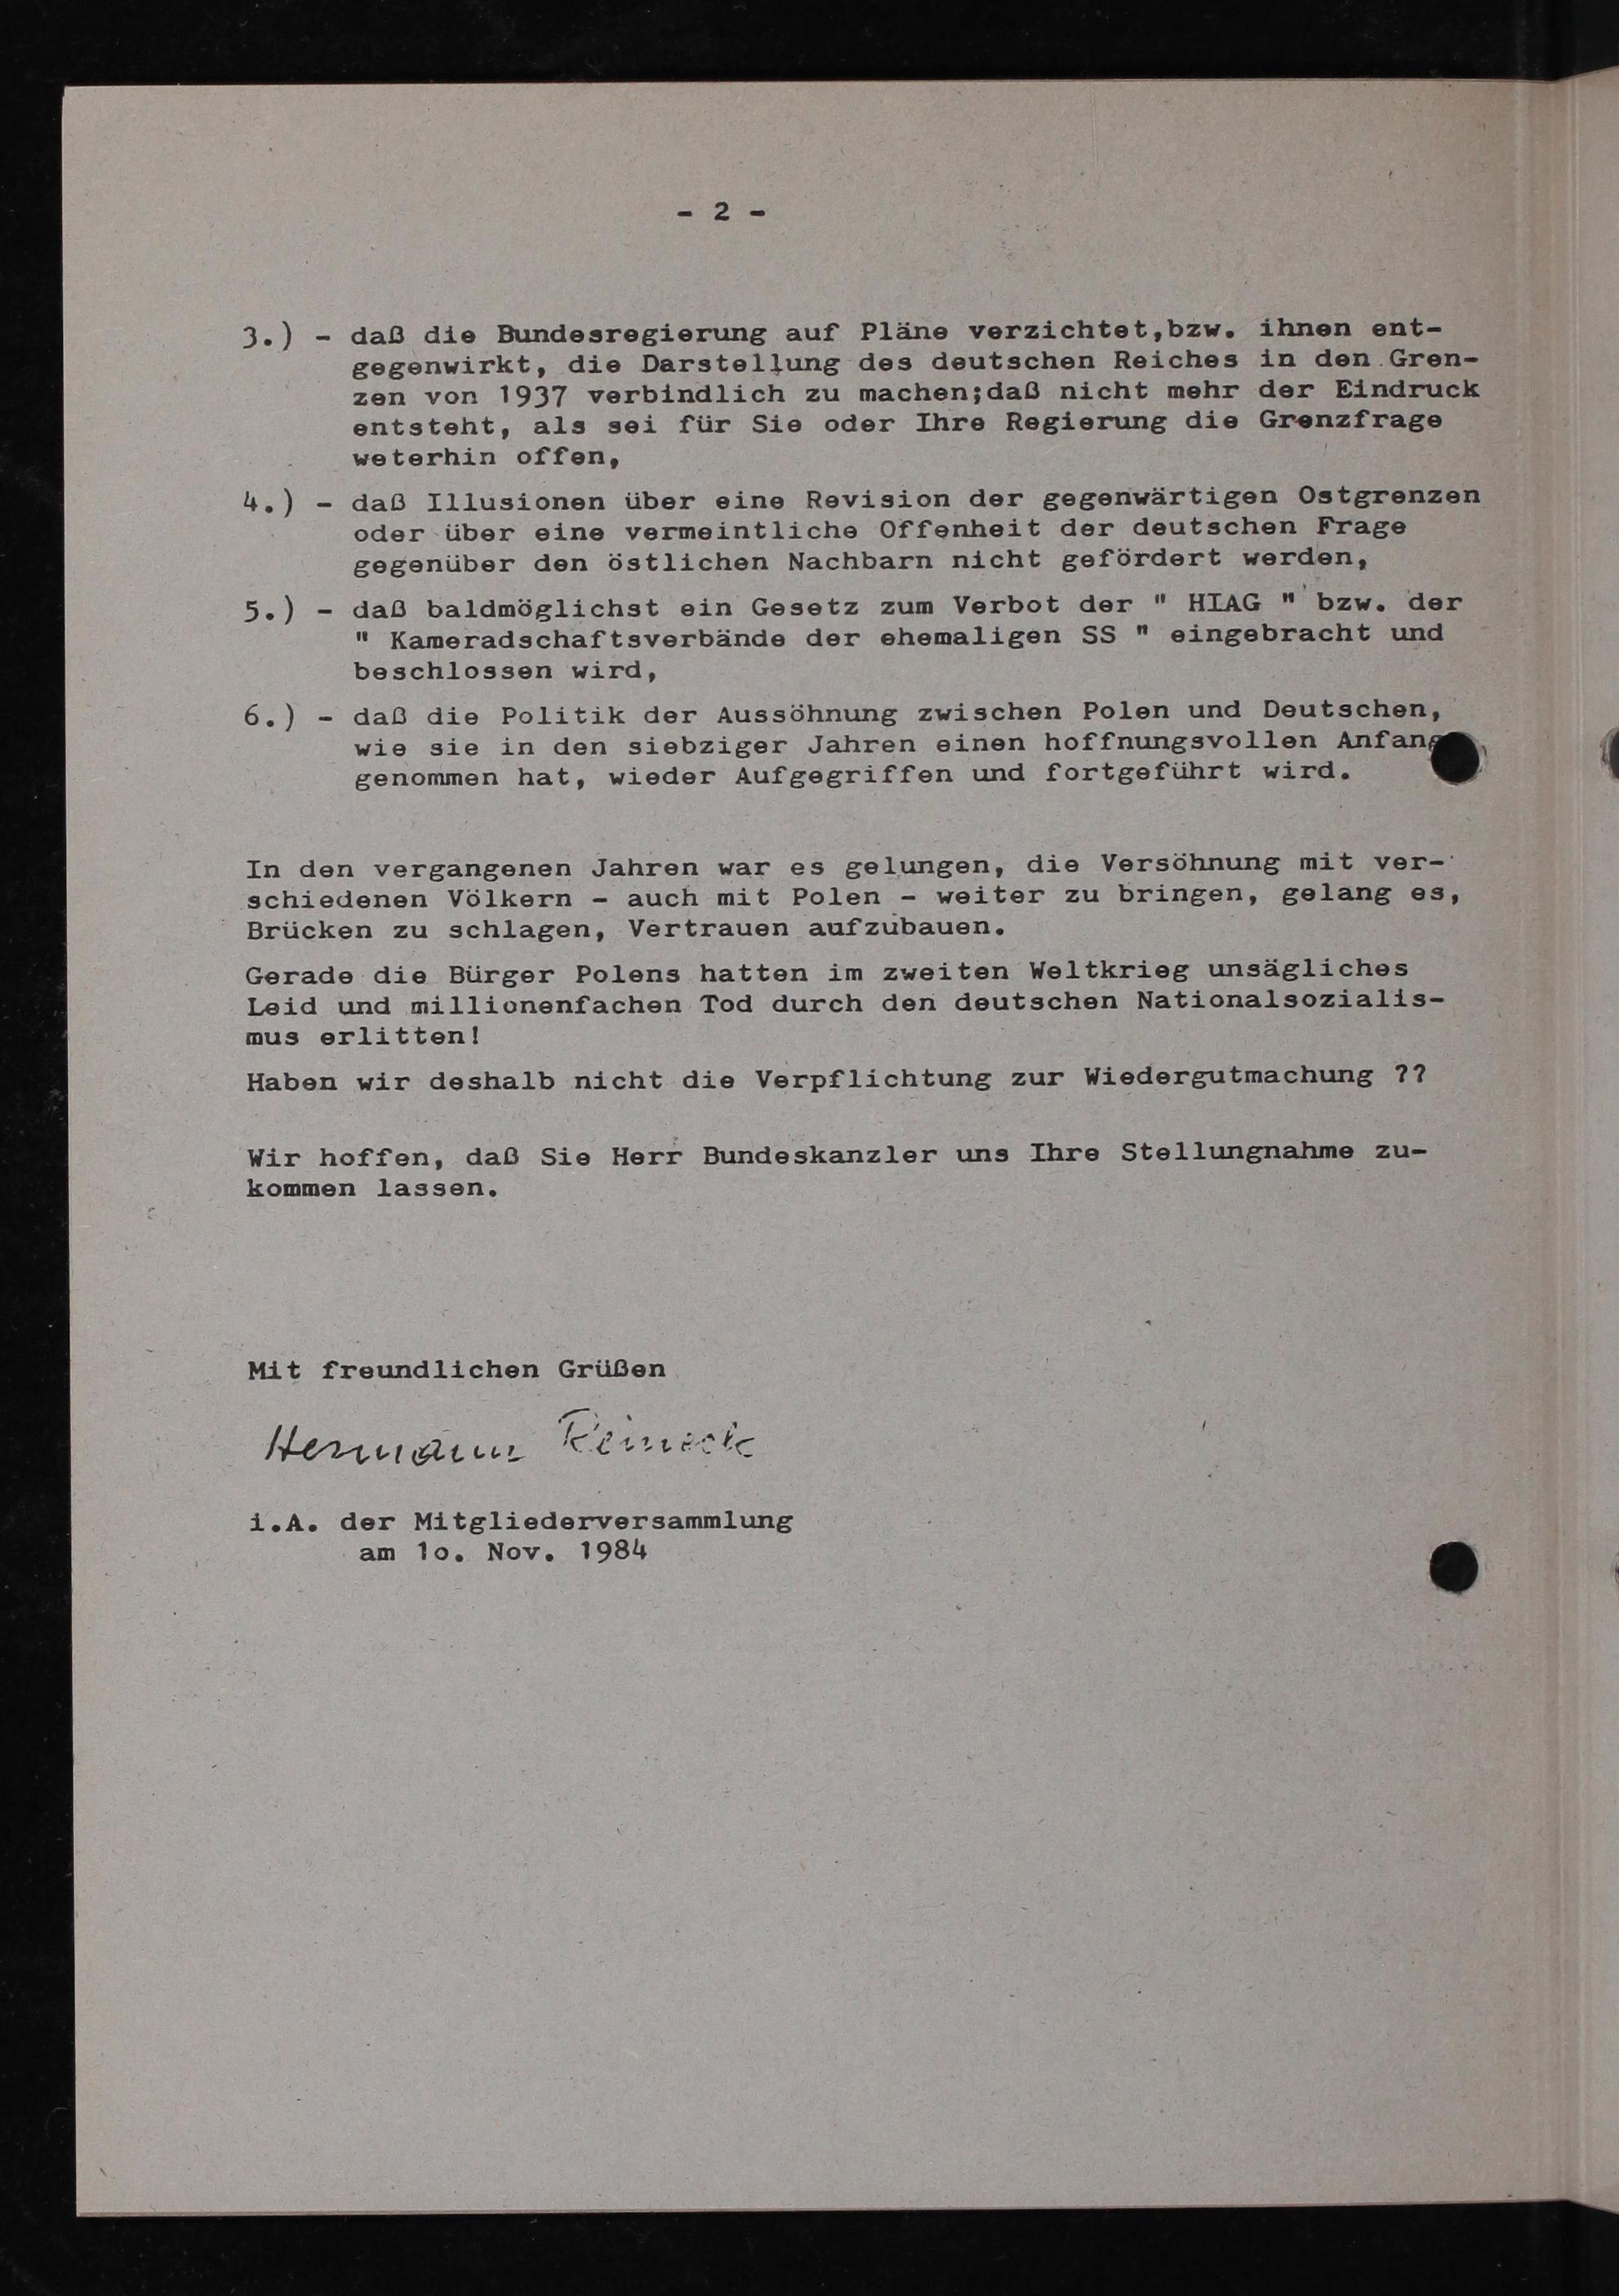 - 2 -
3.) - daß die Bundesregierung auf Pläne verzichtet,bzw. ihnen ent-
gegenwirkt, die Darstellung des deutschen Reiches in den Gren-
zen von 1937 verbindlich zu machen;daß nicht mehr der Eindruck
entsteht, als sei für Sie oder Ihre Regierung die Grenzfrage
weterhin offen,
4.) - daß Illusionen über eine Revision der gegenwärtigen Ostgrenzen
oder über eine vermeintliche Offenheit der deutschen Frage
gegenüber den östlichen Nachbarn nicht gefördert werden,
5.) - daß baldmöglichst ein Gesetz zum Verbot der " HIAG " bzw. der
" Kameradschaftsverbände der ehemaligen SS " eingebracht und
beschlossen wird,
6.) - daß die Politik der Aussöhnung zwischen Polen und Deutschen,
wie sie in den siebziger Jahren einen hoffnungsvollen Anfang
genommen hat, wieder Aufgegriffen und fortgeführt wird.
In den vergangenen Jahren war es gelungen, die Versöhnung mit ver-
schiedenen Völkern - auch mit Polen - weiter zu bringen, gelang es,
Brücken zu schlagen, Vertrauen aufzubauen.
Gerade die Bürger Polens hatten im zweiten Weltkrieg unsägliches
Leid und millionenfachen Tod durch den deutschen Nationalsozialis-
mus erlitten!
Haben wir deshalb nicht die Verpflichtung zur Wiedergutmachung ??
Wir hoffen, daß Sie Herr Bundeskanzler uns Ihre Stellungnahme zu-
kommen lassen.
Mit freundlichen Grüßen
Hermann Reineck
i.A. der Mitgliederversammlung
am 1o. Nov. 1984